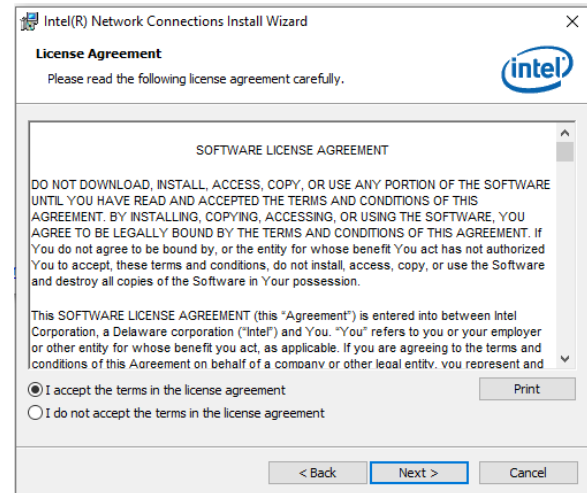 Intel(R) Network Connections Install Wizard
License Agreement
Please read the following license agreement carefully.
intel
SOFTWARE LICENSE AGREEMENT
DO NOT DOWNLOAD, INSTALL, ACCESS, COPY, OR USE ANY PORTION OF THE SOFTWARE
UNTIL YOU HAVE READ AND ACCEPTED THE TERMS AND CONDITIONS OF THIS
AGREEMENT. BY INSTALLING, COPYING, ACCESSING, OR USING THE SOFTWARE, YOU
AGREE TO BE LEGALLY BOUND BY THE TERMS AND CONDITIONS OF THIS AGREEMENT. If
You do not agree to be bound by, or the entity for whose benefit You act has not authorized
You to accept, these terms and conditions, do not install, access, copy, or use the Software
and destroy all copies of the Software in Your possession.
This SOFTWARE LICENSE AGREEMENT (this “Agreement”) is entered into between Intel
Corporation, a Delaware corporation (“Intel”) and You. “You” refers to you or your employer
or other entity for whose benefit you act, as applicable. If you are agreeing to the terms and
conditions of this Agreement on behalf of a company or other legal entity, you represent and
I accept the terms in the license agreement
Print
I do not accept the terms in the license agreement
< Back
Next >
Cancel